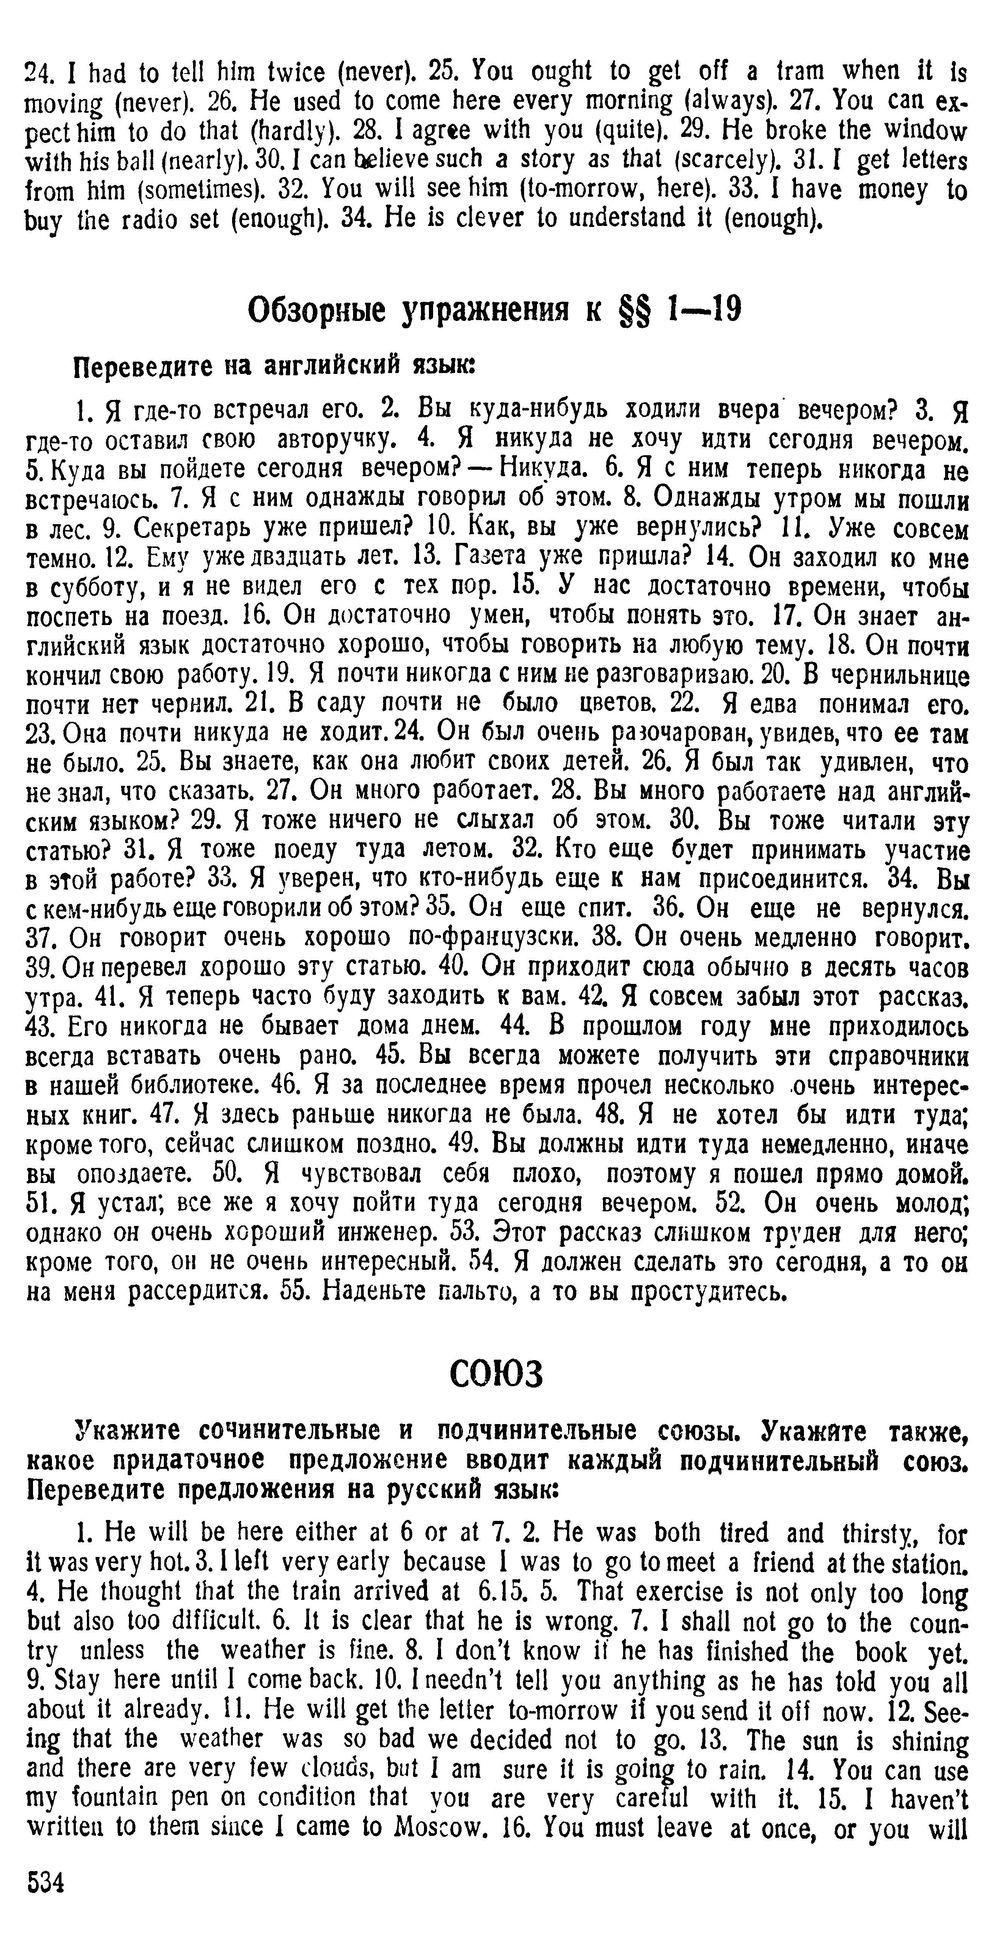 24. I had to tell him twice (never). 25. You ought to get off a tram when it is
moving (never). 26. He used to come here every morning (always). 27. You can ex-
pect him to do that (hardly). 28. I agree with you (quite). 29. He broke the window
with his ball (nearly). 30. I can believe such a story as that (scarcely). 31. I get letters
from him (sometimes). 32. You will see him (to-morrow, here). 33. I have money to
buy the radio set (enough). 34. He is clever to understand it (enough).
Обзорные упражнения к §§ 1—19
Переведите на английский язык:
1. Я где-то встречал его. 2. Вы куда-нибудь ходили вчера вечером? 3. Я
где-то оставил свою авторучку. 4. Я никуда не хочу идти сегодня вечером.
5. Куда вы пойдете сегодня вечером? — Никуда. 6. Я с ним теперь никогда не
встречаюсь. 7. Я с ним однажды говорил об этом. 8. Однажды утром мы пошли
в лес. 9. Секретарь уже пришел? 10. Как, вы уже вернулись? 11. Уже совсем
темно. 12. Ему уже двадцать лет. 13. Газета уже пришла? 14. Он заходил ко мне
в субботу, и я не видел его с тех пор. 15. У нас достаточно времени, чтобы
поспеть на поезд. 16. Он достаточно умен, чтобы понять это. 17. Он знает ан-
глийский язык достаточно хорошо, чтобы говорить на любую тему. 18. Он почти
кончил свою работу. 19. Я почти никогда с ним не разговариваю. 20. В чернильнице
почти нет чернил. 21. В саду почти не было цветов. 22. Я едва понимал его.
23. Она почти никуда не ходит. 24. Он был очень разочарован, увидев, что ее там
не было. 25. Вы знаете, как она любит своих детей. 26. Я был так удивлен, что
не знал, что сказать. 27. Он много работает. 28. Вы много работаете над англий-
ским языком? 29. Я тоже ничего не слыхал об этом. 30. Вы тоже читали эту
статью? 31. Я тоже поеду туда летом. 32. Кто еще будет принимать участие
в этой работе? 33. Я уверен, что кто-нибудь еще к нам присоединится. 34. Вы
с кем-нибудь еще говорили об этом? 35. Он еще спит. 36. Он еще не вернулся.
37. Он говорит очень хорошо по-французски. 38. Он очень медленно говорит.
39. Он перевел хорошо эту статью. 40. Он приходит сюда обычно в десять часов
утра. 41. Я теперь часто буду заходить к вам. 42. Я совсем забыл этот рассказ.
43. Его никогда не бывает дома днем. 44. В прошлом году мне приходилось
всегда вставать очень рано. 45. Вы всегда можете получить эти справочники
в нашей библиотеке. 46. Я за последнее время прочел несколько очень интерес-
ных книг. 47. Я здесь раньше никогда не была. 48. Я не хотел бы идти туда;
кроме того, сейчас слишком поздно. 49. Вы должны идти туда немедленно, иначе
вы опоздаете. 50. Я чувствовал себя плохо, поэтому я пошел прямо домой.
51. Я устал; все же я хочу пойти туда сегодня вечером. 52. Он очень молод;
однако он очень хороший инженер. 53. Этот рассказ слишком труден для него;
кроме того, он не очень интересный. 54. Я должен сделать это сегодня, а то он
на меня рассердится. 55. Наденьте пальто, а то вы простудитесь.
СОЮЗ
Укажите сочинительные и подчинительные союзы. Укажите также,
какое придаточное предложение вводит каждый подчинительный союз.
Переведите предложения на русский язык:
1. He will be here either at 6 or at 7. 2. He was both tired and thirsty, for
it was very hot. 3. I left very early because I was to go to meet a friend at the station.
4. He thought that the train arrived at 6.15. 5. That exercise is not only too long
but also too difficult. 6. It is clear that he is wrong. 7. I shall not go to the coun-
try unless the weather is fine. 8. I don't know if he has finished the book yet.
9. Stay here until I come back. 10. I needn't tell you anything as he has told you all
about it already. 11. He will get the letter to-morrow if you send it off now. 12. See-
ing that the weather was so bad we decided not to go. 13. The sun is shining
and there are very few clouds, but I am sure it is going to rain. 14. You can use
my fountain pen on condition that you are very careful with it. 15. I haven't
written to them since I came to Moscow. 16. You must leave at once, or you will
534